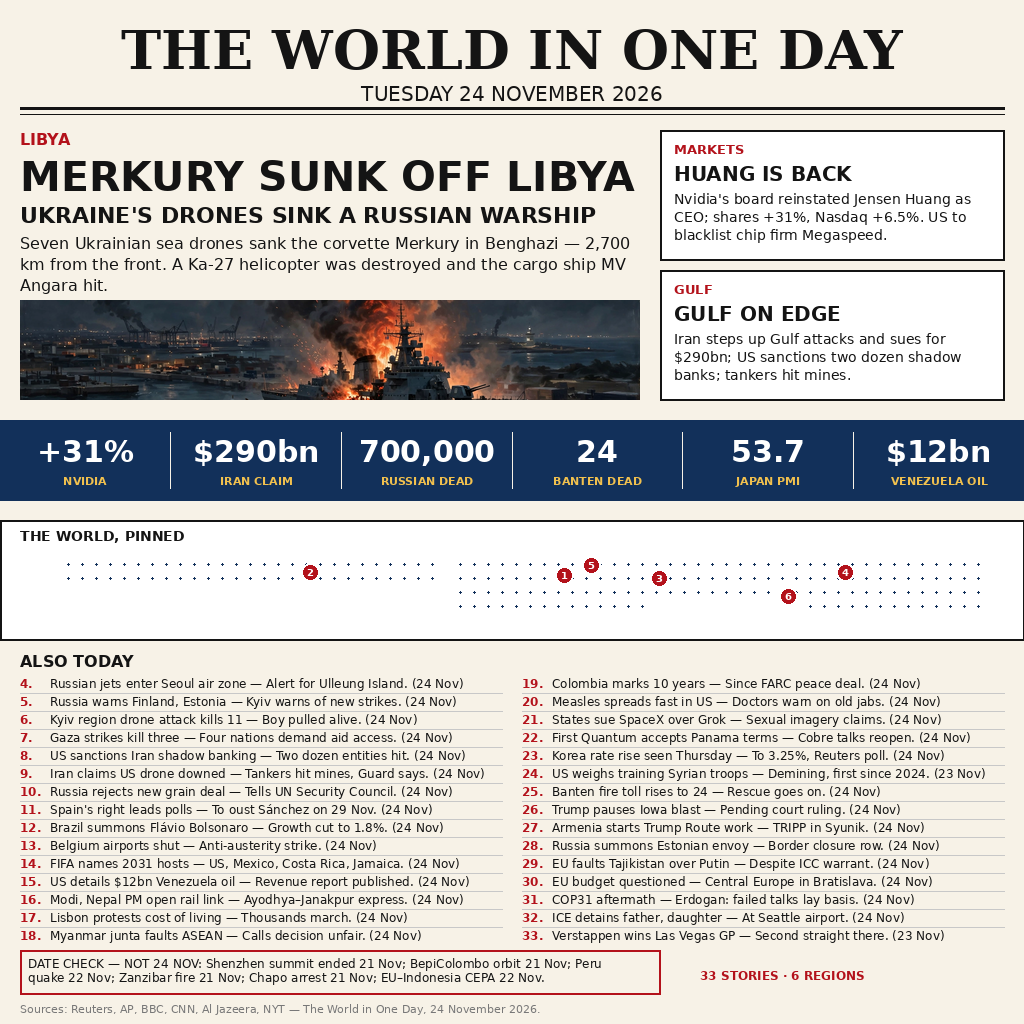 THE WORLD IN ONE DAY
TUESDAY 24 NOVEMBER 2026
LIBYA
MERKURY SUNK OFF LIBYA
UKRAINE'S DRONES SINK A RUSSIAN WARSHIP
Seven Ukrainian sea drones sank the corvette Merkury in Benghazi — 2,700
km from the front. A Ka-27 helicopter was destroyed and the cargo ship MV
Angara hit.
MARKETS
HUANG IS BACK
Nvidia's board reinstated Jensen Huang as
CEO; shares +31%, Nasdaq +6.5%. US to
blacklist chip firm Megaspeed.
GULF
GULF ON EDGE
Iran steps up Gulf attacks and sues for
$290bn; US sanctions two dozen shadow
banks; tankers hit mines.
+31%
NVIDIA
$290bn
IRAN CLAIM
700,000
RUSSIAN DEAD
24
BANTEN DEAD
53.7
JAPAN PMI
$12bn
VENEZUELA OIL
THE WORLD, PINNED
2
1
5
3
4
6
ALSO TODAY
4. Russian jets enter Seoul air zone — Alert for Ulleung Island. (24 Nov)
5. Russia warns Finland, Estonia — Kyiv warns of new strikes. (24 Nov)
6. Kyiv region drone attack kills 11 — Boy pulled alive. (24 Nov)
7. Gaza strikes kill three — Four nations demand aid access. (24 Nov)
8. US sanctions Iran shadow banking — Two dozen entities hit. (24 Nov)
9. Iran claims US drone downed — Tankers hit mines, Guard says. (24 Nov)
10. Russia rejects new grain deal — Tells UN Security Council. (24 Nov)
11. Spain's right leads polls — To oust Sánchez on 29 Nov. (24 Nov)
12. Brazil summons Flávio Bolsonaro — Growth cut to 1.8%. (24 Nov)
13. Belgium airports shut — Anti-austerity strike. (24 Nov)
14. FIFA names 2031 hosts — US, Mexico, Costa Rica, Jamaica. (24 Nov)
15. US details $12bn Venezuela oil — Revenue report published. (24 Nov)
16. Modi, Nepal PM open rail link — Ayodhya–Janakpur express. (24 Nov)
17. Lisbon protests cost of living — Thousands march. (24 Nov)
18. Myanmar junta faults ASEAN — Calls decision unfair. (24 Nov)
19. Colombia marks 10 years — Since FARC peace deal. (24 Nov)
20. Measles spreads fast in US — Doctors warn on old jabs. (24 Nov)
21. States sue SpaceX over Grok — Sexual imagery claims. (24 Nov)
22. First Quantum accepts Panama terms — Cobre talks reopen. (24 Nov)
23. Korea rate rise seen Thursday — To 3.25%, Reuters poll. (24 Nov)
24. US weighs training Syrian troops — Demining, first since 2024. (23 Nov)
25. Banten fire toll rises to 24 — Rescue goes on. (24 Nov)
26. Trump pauses Iowa blast — Pending court ruling. (24 Nov)
27. Armenia starts Trump Route work — TRIPP in Syunik. (24 Nov)
28. Russia summons Estonian envoy — Border closure row. (24 Nov)
29. EU faults Tajikistan over Putin — Despite ICC warrant. (24 Nov)
30. EU budget questioned — Central Europe in Bratislava. (24 Nov)
31. COP31 aftermath — Erdogan: failed talks lay basis. (24 Nov)
32. ICE detains father, daughter — At Seattle airport. (24 Nov)
33. Verstappen wins Las Vegas GP — Second straight there. (23 Nov)
DATE CHECK — NOT 24 NOV: Shenzhen summit ended 21 Nov; BepiColombo orbit 21 Nov; Peru
quake 22 Nov; Zanzibar fire 21 Nov; Chapo arrest 21 Nov; EU–Indonesia CEPA 22 Nov.
33 STORIES · 6 REGIONS
Sources: Reuters, AP, BBC, CNN, Al Jazeera, NYT — The World in One Day, 24 November 2026.